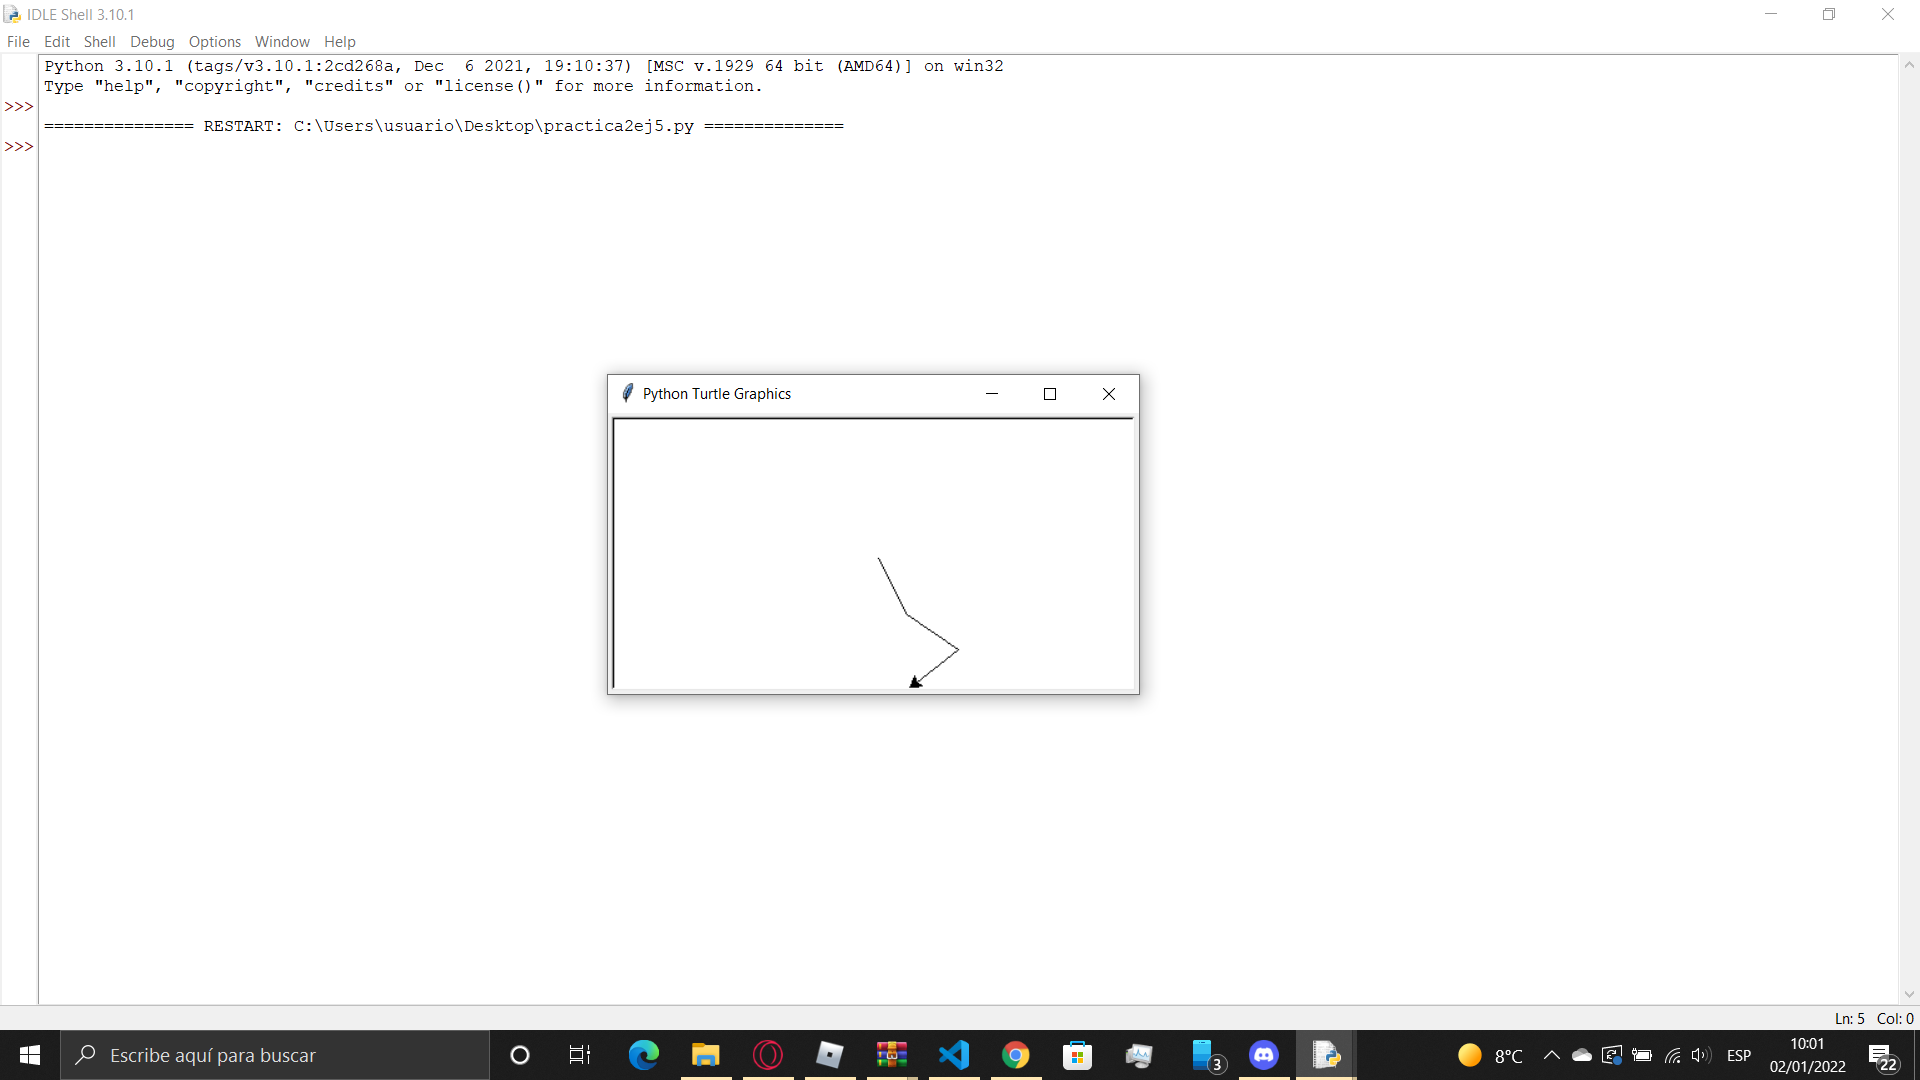 IDLE Shell 3.10.1
File Edit Shell Debug Options Window Help
Python 3.10.1 (tags/v3.10.1:2cd268a, Dec  6 2021, 19:10:37) [MSC v.1929 64 bit (AMD64)] on win32
Type "help", "copyright", "credits" or "license()" for more information.
>>>
=============== RESTART: C:\Users\usuario\Desktop\practica2ej5.py ==============
>>>
Python Turtle Graphics
Ln: 5 Col: 0
Escribe aquí para buscar
3
8°C
ESP
10:01
02/01/2022
22